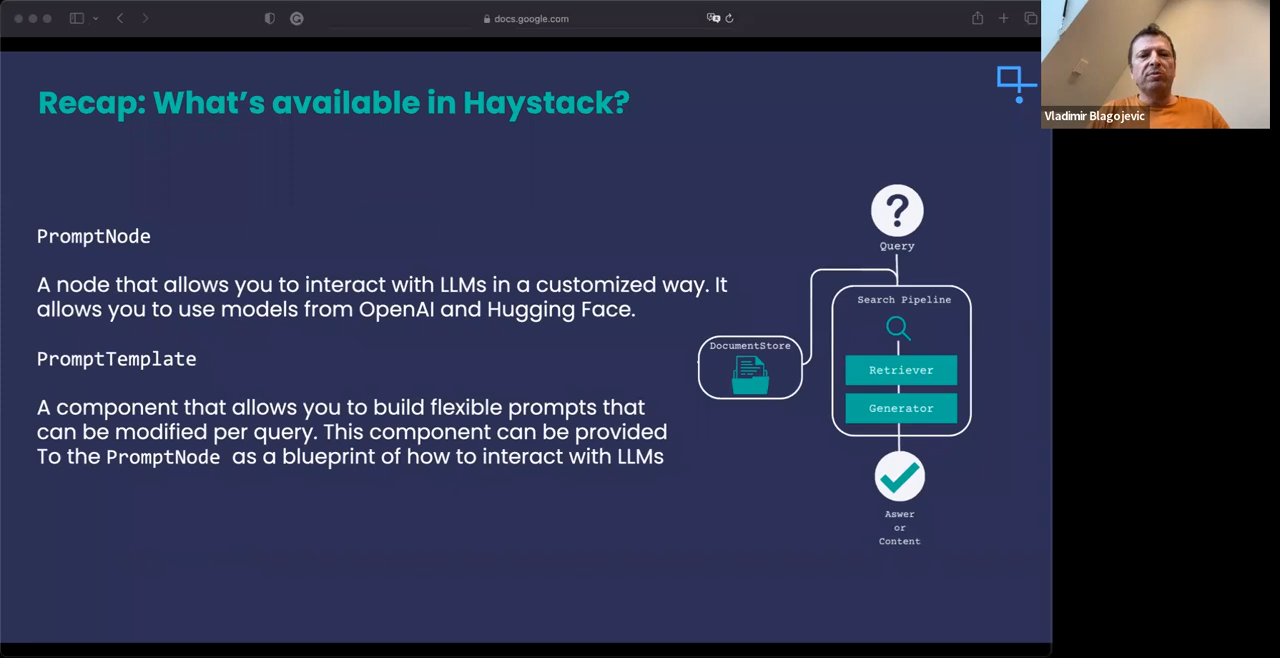 docs.google.com
Recap: What's available in Haystack?
Vladimir Blagojevic
PromptNode
A node that allows you to interact with LLMs in a customized way. It
allows you to use models from OpenAI and Hugging Face.
PromptTemplate
A component that allows you to build flexible prompts that
can be modified per query. This component can be provided
To the PromptNode as a blueprint of how to interact with LLMs
?
Query
Search Pipeline
DocumentStore
Retriever
Generator
Aswer
or
Content